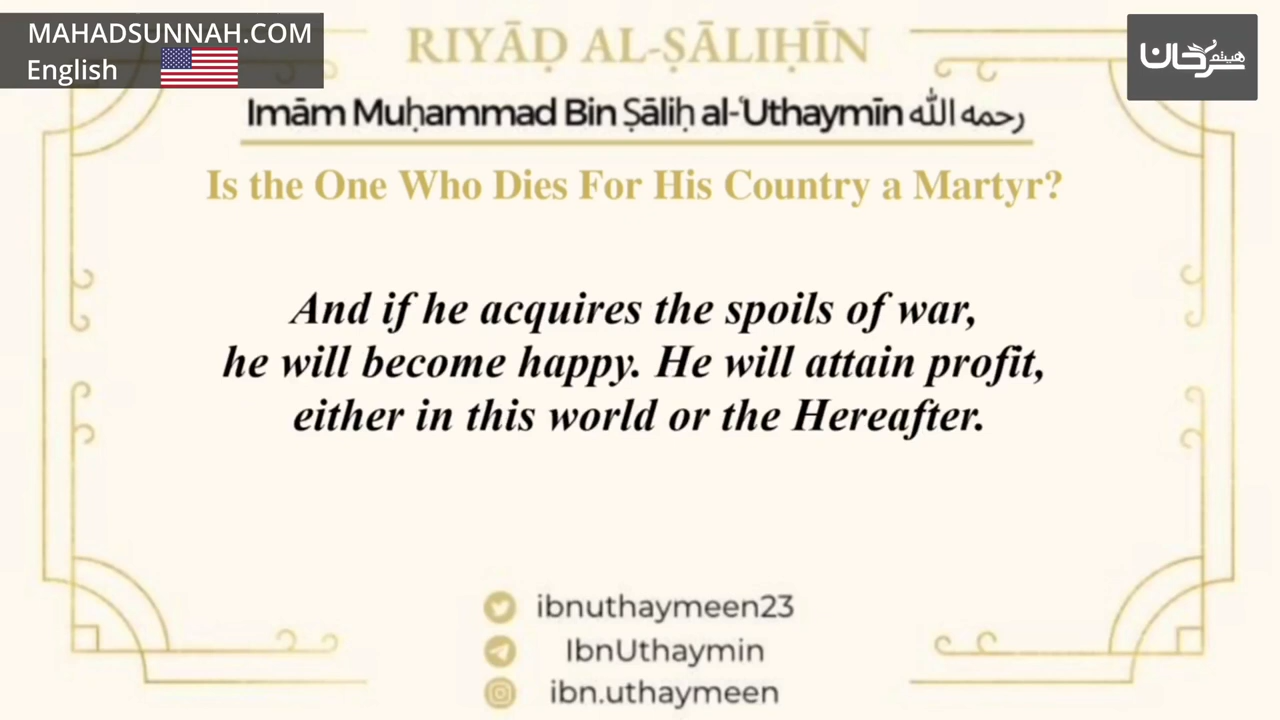 MAHADSUNNAH.COM
English
هيثم سرحان
RIYĀḌ AL-ṢĀLIḤĪN
Imām Muḥammad Bin Ṣāliḥ al-ʿUthaymīn رحمه الله
Is the One Who Dies For His Country a Martyr?
And if he acquires the spoils of war,
he will become happy. He will attain profit,
either in this world or the Hereafter.
ibnuthaymeen23
IbnUthaymin
ibn.uthaymeen